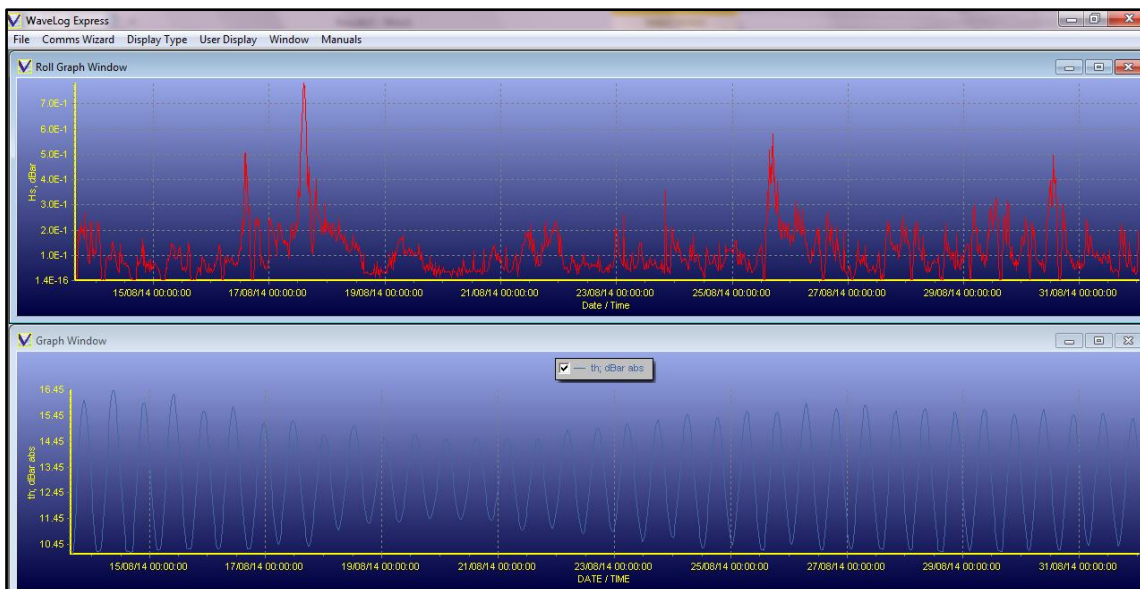 WaveLog Express
File Comms Wizard Display Type User Display Window Manuals
Roll Graph Window
Hs, dBar
7.0E-1
6.0E-1
5.0E-1
4.0E-1
3.0E-1
2.0E-1
1.0E-1
1.4E-16
15/08/14 00:00:00 17/08/14 00:00:00 19/08/14 00:00:00 21/08/14 00:00:00 23/08/14 00:00:00 25/08/14 00:00:00 27/08/14 00:00:00 29/08/14 00:00:00 31/08/14 00:00:00
Date / Time
Graph Window
th; dBar abs
th; dBar abs
16.45
15.45
14.45
13.45
12.45
11.45
10.45
15/08/14 00:00:00 17/08/14 00:00:00 19/08/14 00:00:00 21/08/14 00:00:00 23/08/14 00:00:00 25/08/14 00:00:00 27/08/14 00:00:00 29/08/14 00:00:00 31/08/14 00:00:00
DATE / TIME